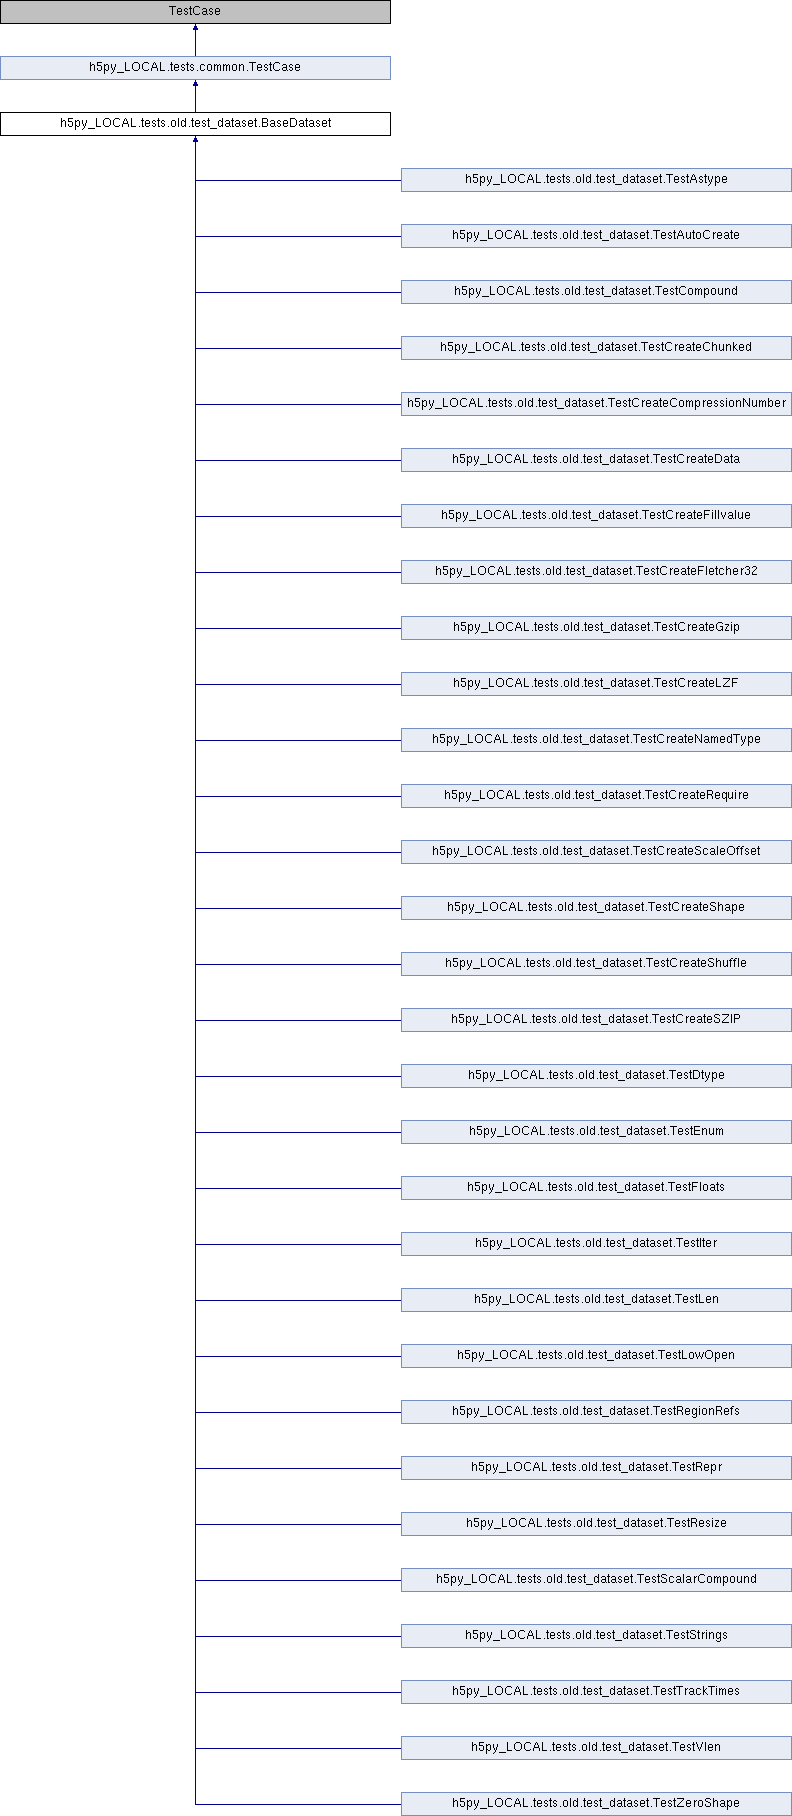 TestCase
h5py_LOCAL.tests.common.TestCase
h5py_LOCAL.tests.old.test_dataset.BaseDataset
h5py_LOCAL.tests.old.test_dataset.TestAstype
h5py_LOCAL.tests.old.test_dataset.TestAutoCreate
h5py_LOCAL.tests.old.test_dataset.TestCompound
h5py_LOCAL.tests.old.test_dataset.TestCreateChunked
h5py_LOCAL.tests.old.test_dataset.TestCreateCompressionNumber
h5py_LOCAL.tests.old.test_dataset.TestCreateData
h5py_LOCAL.tests.old.test_dataset.TestCreateFillvalue
h5py_LOCAL.tests.old.test_dataset.TestCreateFletcher32
h5py_LOCAL.tests.old.test_dataset.TestCreateGzip
h5py_LOCAL.tests.old.test_dataset.TestCreateLZF
h5py_LOCAL.tests.old.test_dataset.TestCreateNamedType
h5py_LOCAL.tests.old.test_dataset.TestCreateRequire
h5py_LOCAL.tests.old.test_dataset.TestCreateScaleOffset
h5py_LOCAL.tests.old.test_dataset.TestCreateShape
h5py_LOCAL.tests.old.test_dataset.TestCreateShuffle
h5py_LOCAL.tests.old.test_dataset.TestCreateSZIP
h5py_LOCAL.tests.old.test_dataset.TestDtype
h5py_LOCAL.tests.old.test_dataset.TestEnum
h5py_LOCAL.tests.old.test_dataset.TestFloats
h5py_LOCAL.tests.old.test_dataset.TestIter
h5py_LOCAL.tests.old.test_dataset.TestLen
h5py_LOCAL.tests.old.test_dataset.TestLowOpen
h5py_LOCAL.tests.old.test_dataset.TestRegionRefs
h5py_LOCAL.tests.old.test_dataset.TestRepr
h5py_LOCAL.tests.old.test_dataset.TestResize
h5py_LOCAL.tests.old.test_dataset.TestScalarCompound
h5py_LOCAL.tests.old.test_dataset.TestStrings
h5py_LOCAL.tests.old.test_dataset.TestTrackTimes
h5py_LOCAL.tests.old.test_dataset.TestVlen
h5py_LOCAL.tests.old.test_dataset.TestZeroShape